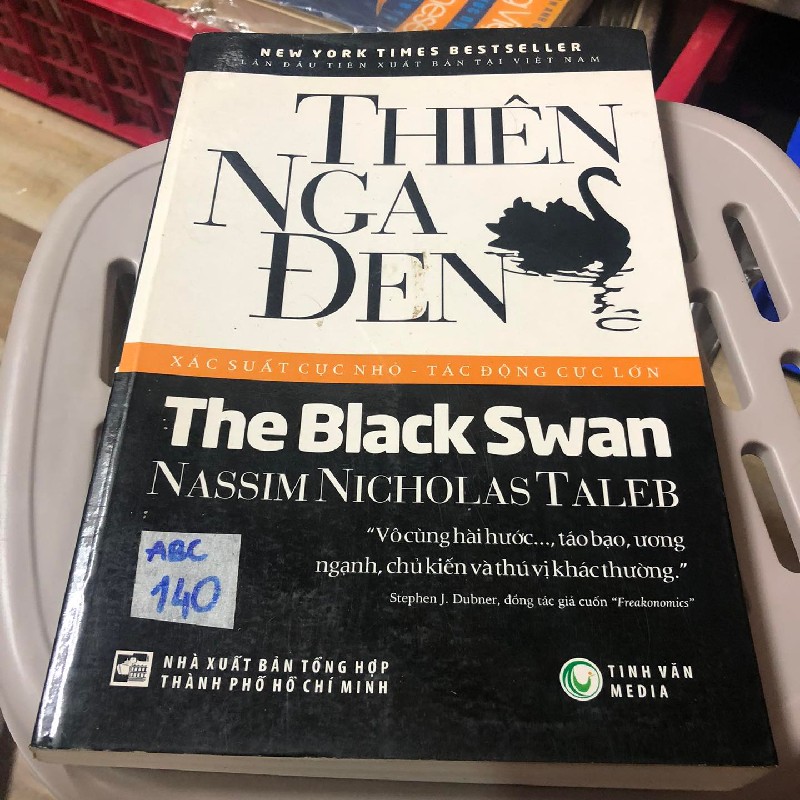 NEW YORK TIMES BESTSELLER
LẦN ĐẦU TIÊN XUẤT BẢN TẠI VIỆT NAM
THIÊN
NGA
ĐEN
XÁC SUẤT CỰC NHỎ - TÁC ĐỘNG CỰC LỚN
The Black Swan
NASSIM NICHOLAS TALEB
“Vô cùng hài hước..., táo bạo, ương
ngạnh, chủ kiến và thú vị khác thường.”
Stephen J. Dubner, đồng tác giả cuốn “Freakonomics”
ABC
140
NHÀ XUẤT BẢN TỔNG HỢP
THÀNH PHỐ HỒ CHÍ MINH
TINH VĂN
MEDIA